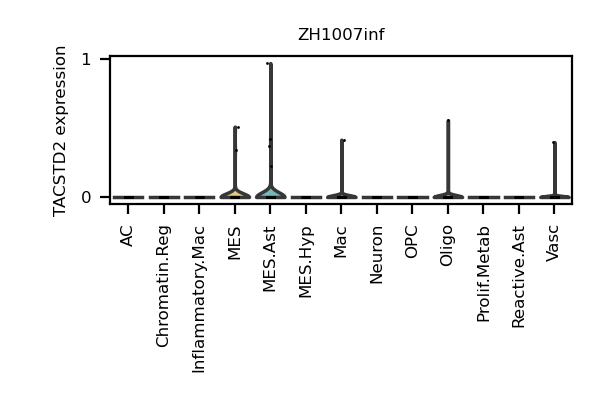 ZH1007inf
TACSTD2 expression
1
0
AC
Chromatin.Reg
Inflammatory.Mac
MES
MES.Ast
MES.Hyp
Mac
Neuron
OPC
Oligo
Prolif.Metab
Reactive.Ast
Vasc